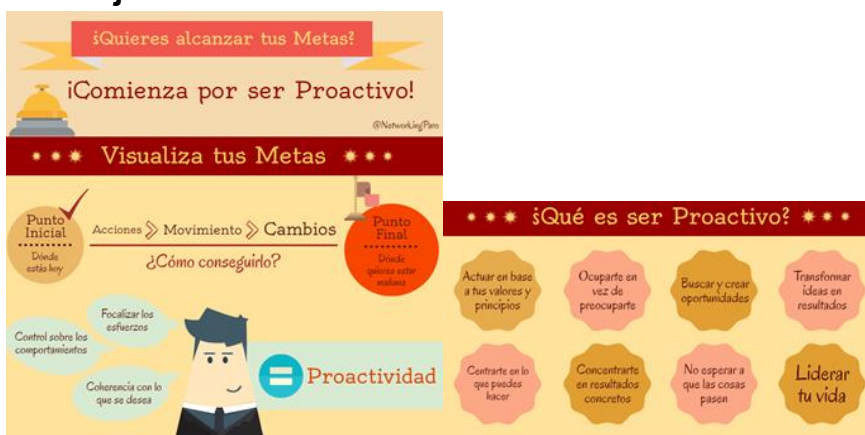 ¿Quieres alcanzar tus Metas?
¡Comienza por ser Proactivo!
@NetworkingParo
Visualiza tus Metas
Punto
Inicial
Dónde
estás hoy
Acciones
Movimiento
Cambios
¿Cómo conseguirlo?
Punto
Final
Dónde
quieres estar
mañana
Focalizar los
esfuerzos
Control sobre los
comportamientos
Coherencia con lo
que se desea
= Proactividad
¿Qué es ser Proactivo?
Actuar en base
a tus valores y
principios
Ocuparte en
vez de
preocuparte
Buscar y crear
oportunidades
Transformar
ideas en
resultados
Centrarte en lo
que puedes
hacer
Concentrarte
en resultados
concretos
No esperar a
que las cosas
pasen
Liderar
tu vida